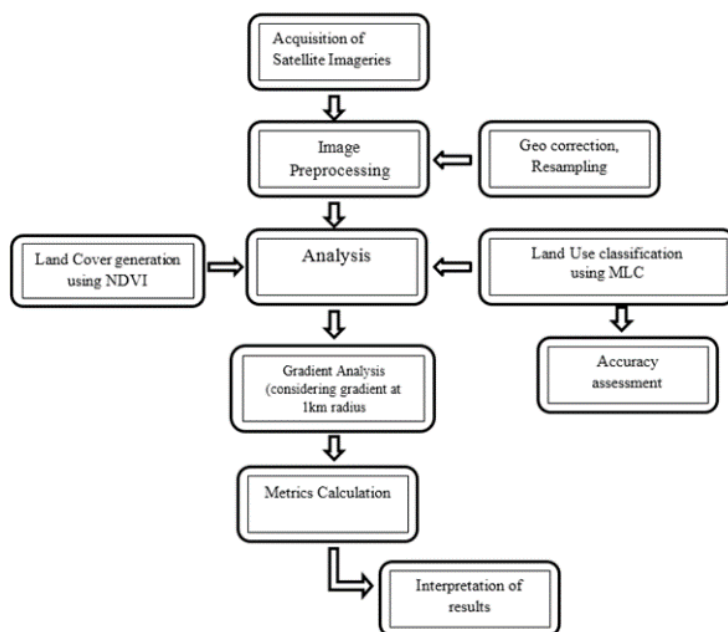 Acquisition of
Satellite Imageries
Image
Preprocessing
Geo correction,
Resampling
Land Cover generation
using NDVI
Analysis
Land Use classification
using MLC
Gradient Analysis
(considering gradient at
1km radius
Accuracy
assessment
Metrics Calculation
Interpretation of
results